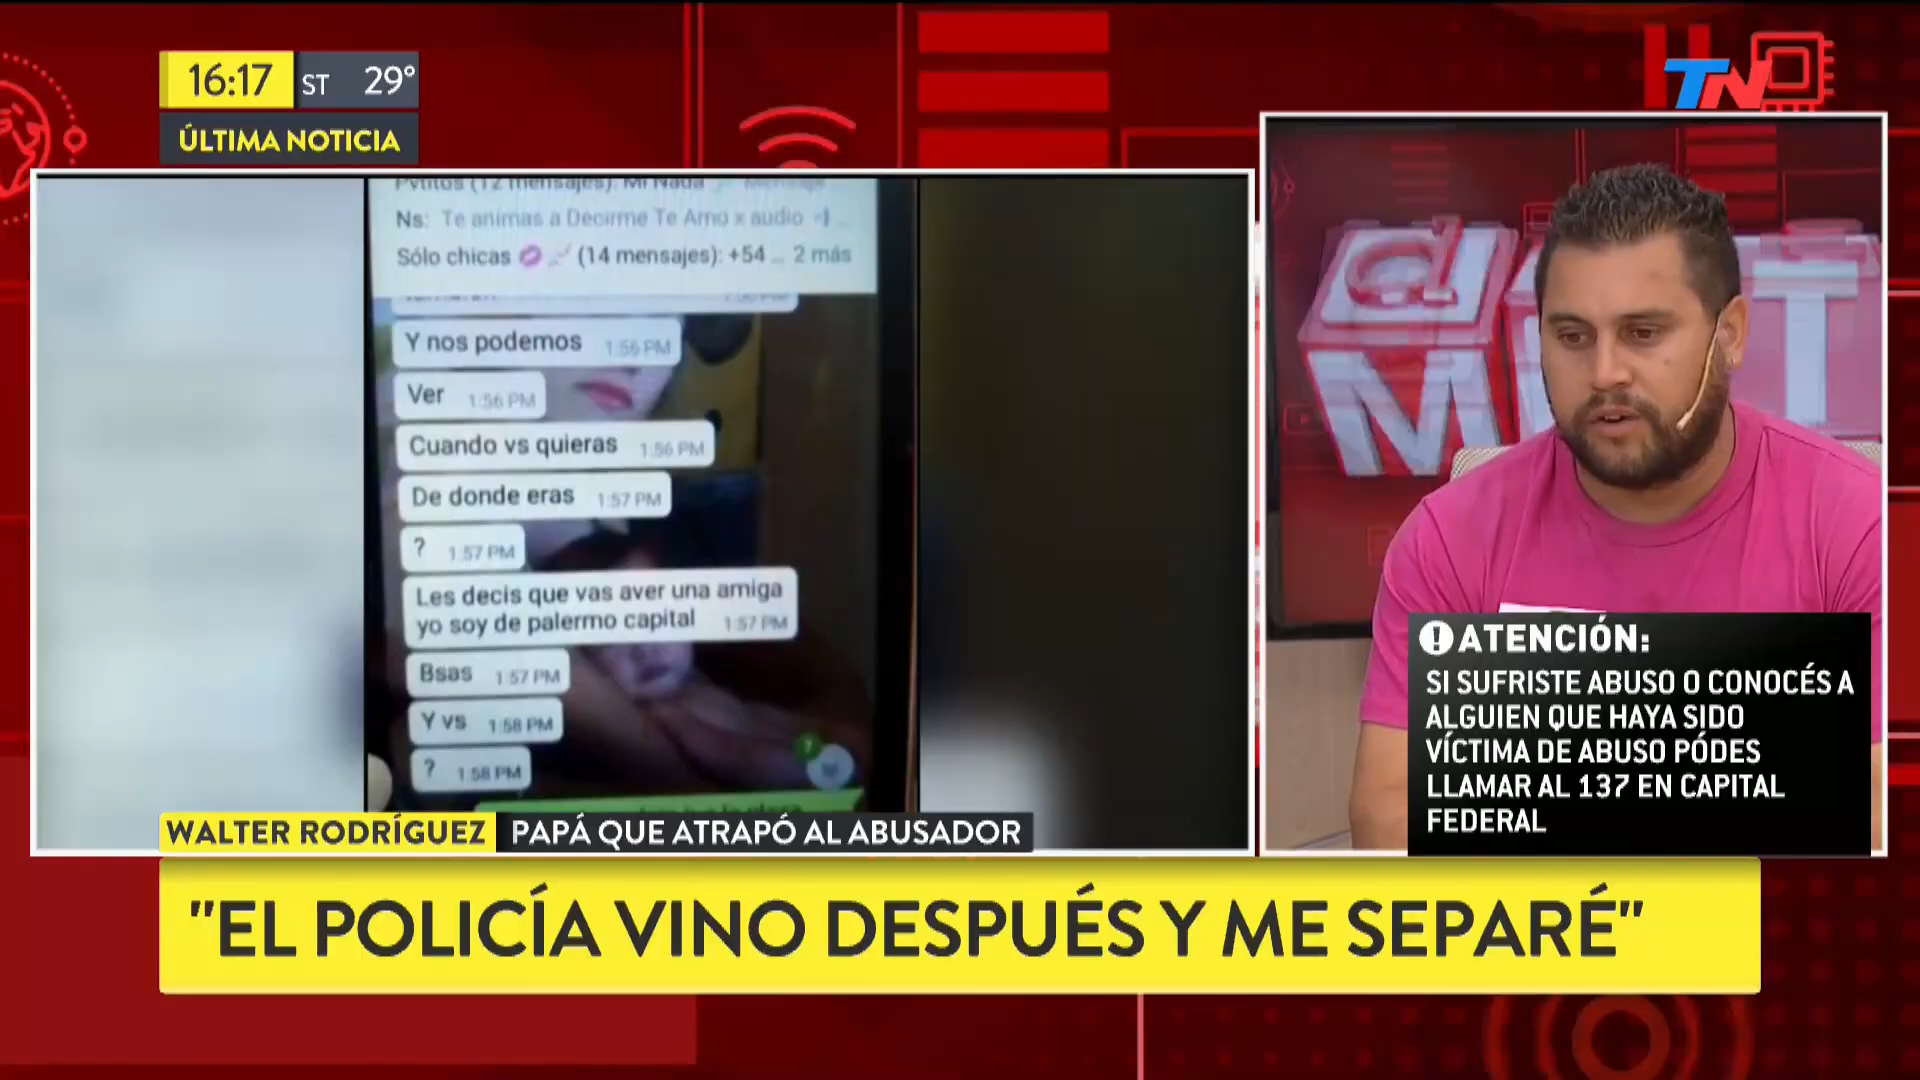 16:17 ST 29°
ÚLTIMA NOTICIA
TN
Pvtitos (12 mensajes): Mi Nada
Ns: Te animas a Decirme Te Amo x audio =) ...
Sólo chicas 💋 (14 mensajes): +54 ... 2 más
Y nos podemos 1:56 PM
Ver 1:56 PM
Cuando vs quieras 1:56 PM
De donde eras 1:57 PM
? 1:57 PM
Les decis que vas aver una amiga
yo soy de palermo capital 1:57 PM
Bsas 1:57 PM
Y vs 1:58 PM
? 1:58 PM
ATENCIÓN:
SI SUFRISTE ABUSO O CONOCÉS A
ALGUIEN QUE HAYA SIDO
VÍCTIMA DE ABUSO PÓDES
LLAMAR AL 137 EN CAPITAL
FEDERAL
WALTER RODRÍGUEZ PAPÁ QUE ATRAPÓ AL ABUSADOR
"EL POLICÍA VINO DESPUÉS Y ME SEPARÉ"